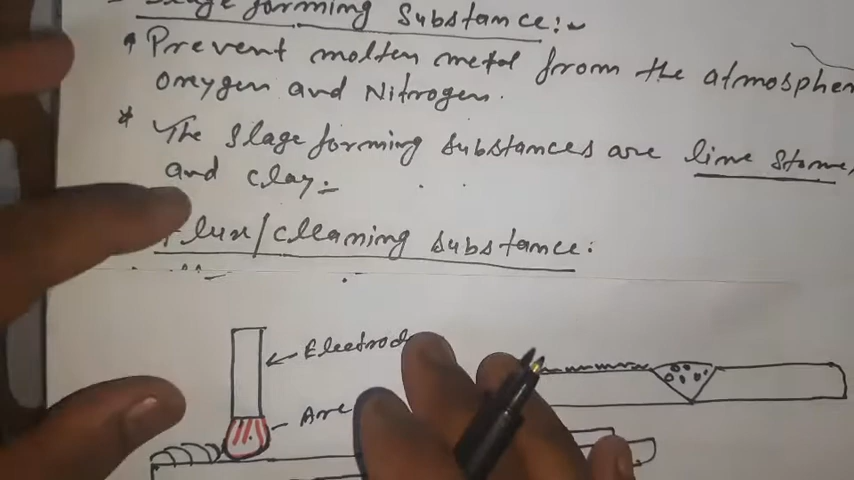 Slage forming Substance:-
* Prevent molten metal from the atmospher
Oxygen and Nitrogen.
* The slage forming substances are lime stone,
and clay:-
Flux/cleaning substance:
Electrod
Arc